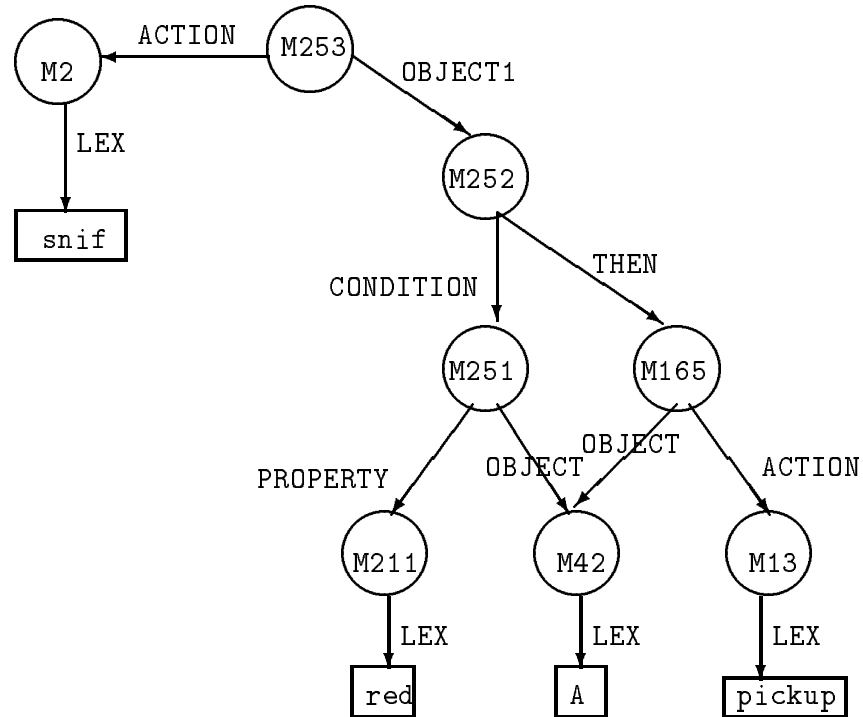 ACTION
M253
M2
OBJECT1
LEX
M252
snif
THEN
CONDITION
M251
M165
OBJECT
OBJECT
ACTION
PROPERTY
M211
M42
M13
LEX
LEX
LEX
red
A
pickup